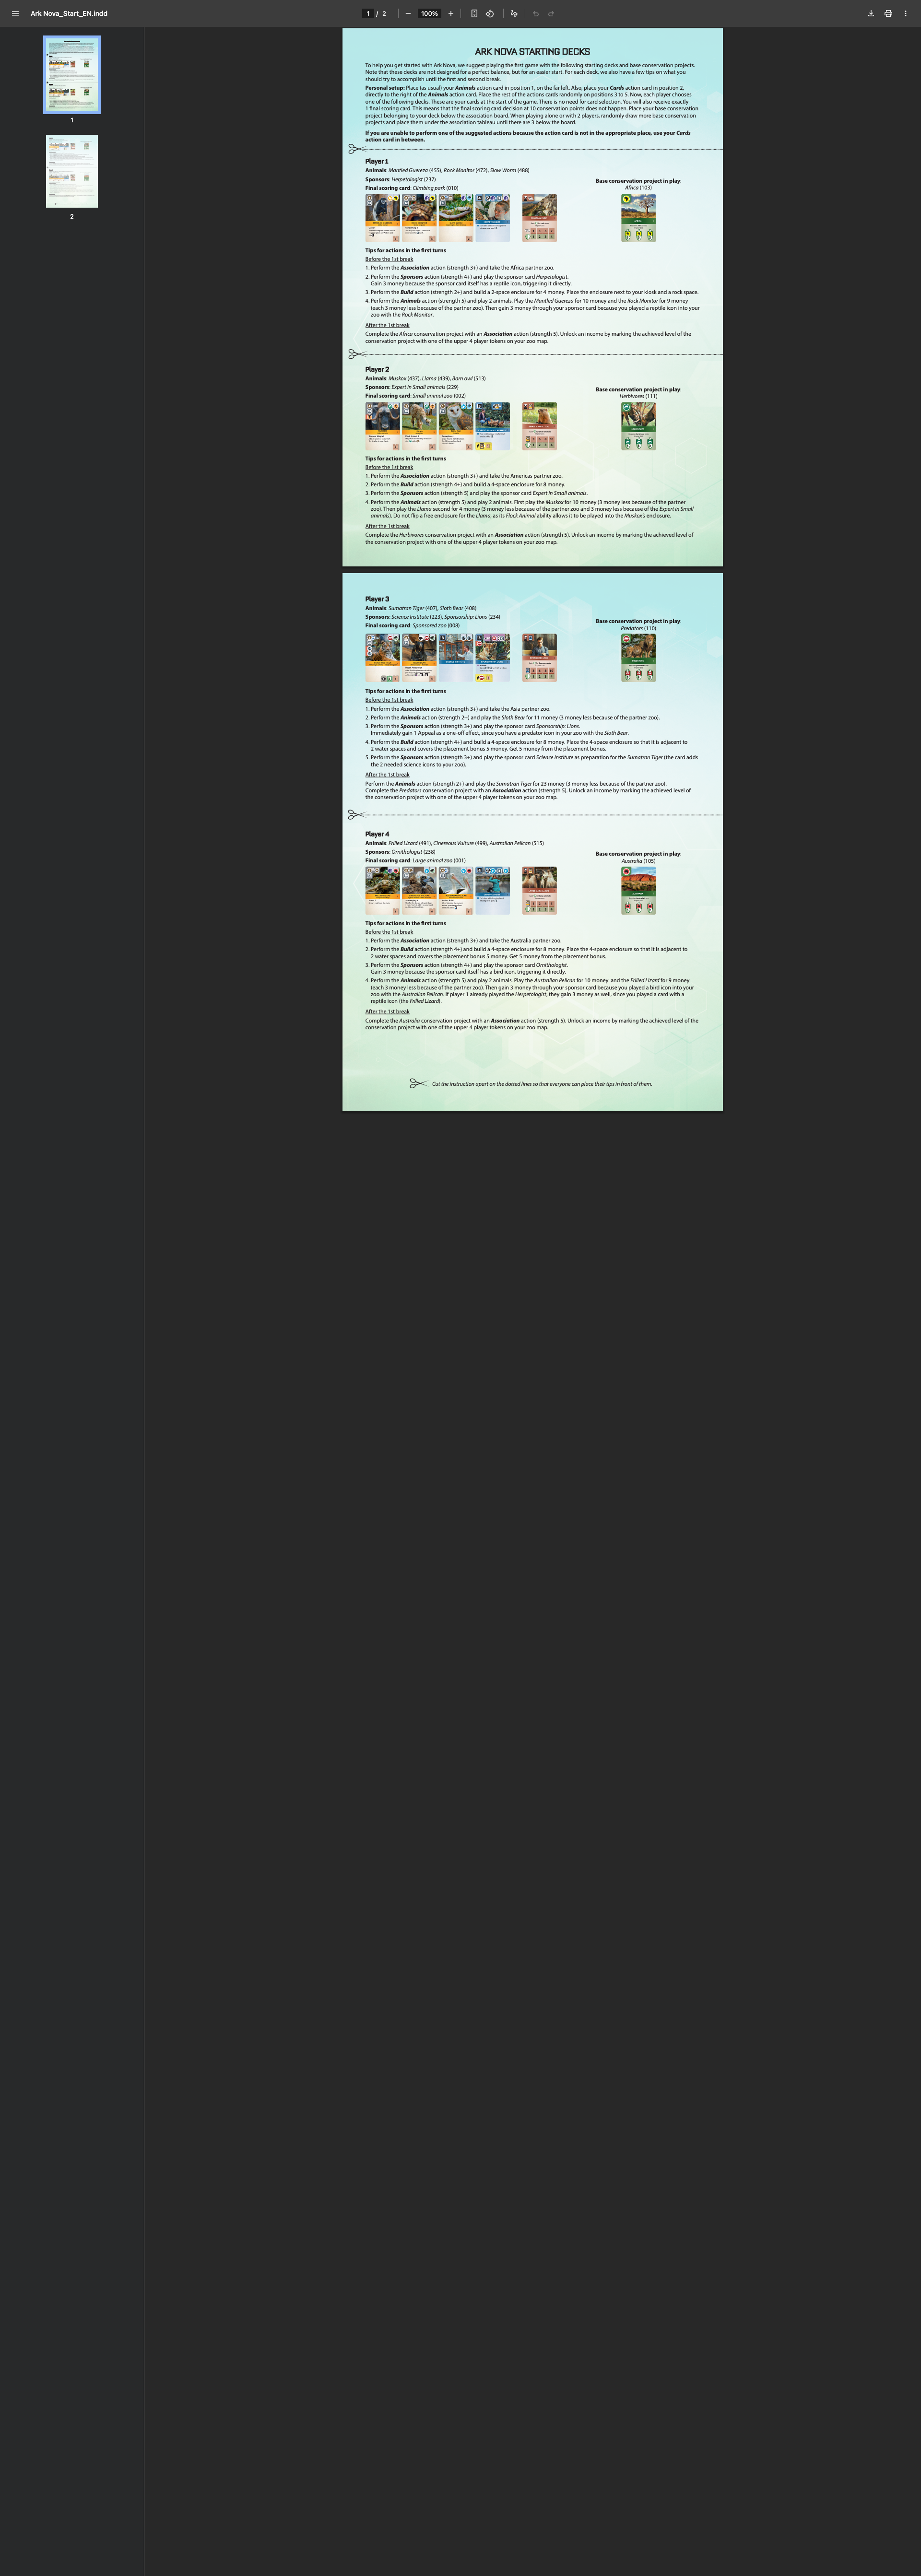 Ark Nova_Start_EN.indd
1 / 2
100%
1
2
ARK NOVA STARTING DECKS
To help you get started with Ark Nova, we suggest playing the first game with the following starting decks and base conservation projects.
Note that these decks are not designed for a perfect balance, but for an easier start. For each deck, we also have a few tips on what you
should try to accomplish until the first and second break.
Personal setup: Place (as usual) your Animals action card in position 1, on the far left. Also, place your Cards action card in position 2,
directly to the right of the Animals action card. Place the rest of the actions cards randomly on positions 3 to 5. Now, each player chooses
one of the following decks. These are your cards at the start of the game. There is no need for card selection. You will also receive exactly
1 final scoring card. This means that the final scoring card decision at 10 conservation points does not happen. Place your base conservation
project belonging to your deck below the association board. When playing alone or with 2 players, randomly draw more base conservation
projects and place them under the association tableau until there are 3 below the board.
If you are unable to perform one of the suggested actions because the action card is not in the appropriate place, use your Cards
action card in between.
Player 1
Animals: Mantled Guereza (455), Rock Monitor (472), Slow Worm (488)
Sponsors: Herpetologist (237)
Final scoring card: Climbing park (010)
Base conservation project in play:
Africa (103)
Tips for actions in the first turns
Before the 1st break
1. Perform the Association action (strength 3+) and take the Africa partner zoo.
2. Perform the Sponsors action (strength 4+) and play the sponsor card Herpetologist.
Gain 3 money because the sponsor card itself has a reptile icon, triggering it directly.
3. Perform the Build action (strength 2+) and build a 2-space enclosure for 4 money. Place the enclosure next to your kiosk and a rock space.
4. Perform the Animals action (strength 5) and play 2 animals. Play the Mantled Guereza for 10 money and the Rock Monitor for 9 money
(each 3 money less because of the partner zoo). Then gain 3 money through your sponsor card because you played a reptile icon into your
zoo with the Rock Monitor.
After the 1st break
Complete the Africa conservation project with an Association action (strength 5). Unlock an income by marking the achieved level of the
conservation project with one of the upper 4 player tokens on your zoo map.
Player 2
Animals: Muskox (437), Llama (439), Barn owl (513)
Sponsors: Expert in Small animals (229)
Final scoring card: Small animal zoo (002)
Base conservation project in play:
Herbivores (111)
Tips for actions in the first turns
Before the 1st break
1. Perform the Association action (strength 3+) and take the Americas partner zoo.
2. Perform the Build action (strength 4+) and build a 4-space enclosure for 8 money.
3. Perform the Sponsors action (strength 5) and play the sponsor card Expert in Small animals.
4. Perform the Animals action (strength 5) and play 2 animals. First play the Muskox for 10 money (3 money less because of the partner
zoo). Then play the Llama second for 4 money (3 money less because of the partner zoo and 3 money less because of the Expert in Small
animals). Do not flip a free enclosure for the Llama, as its Flock Animal ability allows it to be played into the Muskox's enclosure.
After the 1st break
Complete the Herbivores conservation project with an Association action (strength 5). Unlock an income by marking the achieved level of
the conservation project with one of the upper 4 player tokens on your zoo map.
Player 3
Animals: Sumatran Tiger (407), Sloth Bear (408)
Sponsors: Science Institute (223), Sponsorship: Lions (234)
Final scoring card: Sponsored zoo (008)
Base conservation project in play:
Predators (110)
Tips for actions in the first turns
Before the 1st break
1. Perform the Association action (strength 3+) and take the Asia partner zoo.
2. Perform the Animals action (strength 2+) and play the Sloth Bear for 11 money (3 money less because of the partner zoo).
3. Perform the Sponsors action (strength 3+) and play the sponsor card Sponsorship: Lions.
Immediately gain 1 Appeal as a one-off effect, since you have a predator icon in your zoo with the Sloth Bear.
4. Perform the Build action (strength 4+) and build a 4-space enclosure for 8 money. Place the 4-space enclosure so that it is adjacent to
2 water spaces and covers the placement bonus 5 money. Get 5 money from the placement bonus.
5. Perform the Sponsors action (strength 3+) and play the sponsor card Science Institute as preparation for the Sumatran Tiger (the card adds
the 2 needed science icons to your zoo).
After the 1st break
Perform the Animals action (strength 2+) and play the Sumatran Tiger for 23 money (3 money less because of the partner zoo).
Complete the Predators conservation project with an Association action (strength 5). Unlock an income by marking the achieved level of
the conservation project with one of the upper 4 player tokens on your zoo map.
Player 4
Animals: Frilled Lizard (491), Cinereous Vulture (499), Australian Pelican (515)
Sponsors: Ornithologist (238)
Final scoring card: Large animal zoo (001)
Base conservation project in play:
Australia (105)
Tips for actions in the first turns
Before the 1st break
1. Perform the Association action (strength 3+) and take the Australia partner zoo.
2. Perform the Build action (strength 4+) and build a 4-space enclosure for 8 money. Place the 4-space enclosure so that it is adjacent to
2 water spaces and covers the placement bonus 5 money. Get 5 money from the placement bonus.
3. Perform the Sponsors action (strength 4+) and play the sponsor card Ornithologist.
Gain 3 money because the sponsor card itself has a bird icon, triggering it directly.
4. Perform the Animals action (strength 5) and play 2 animals. Play the Australian Pelican for 10 money and the Frilled Lizard for 9 money
(each 3 money less because of the partner zoo). Then gain 3 money through your sponsor card because you played a bird icon into your
zoo with the Australian Pelican. If player 1 already played the Herpetologist, they gain 3 money as well, since you played a card with a
reptile icon (the Frilled Lizard).
After the 1st break
Complete the Australia conservation project with an Association action (strength 5). Unlock an income by marking the achieved level of the
conservation project with one of the upper 4 player tokens on your zoo map.
Cut the instruction apart on the dotted lines so that everyone can place their tips in front of them.